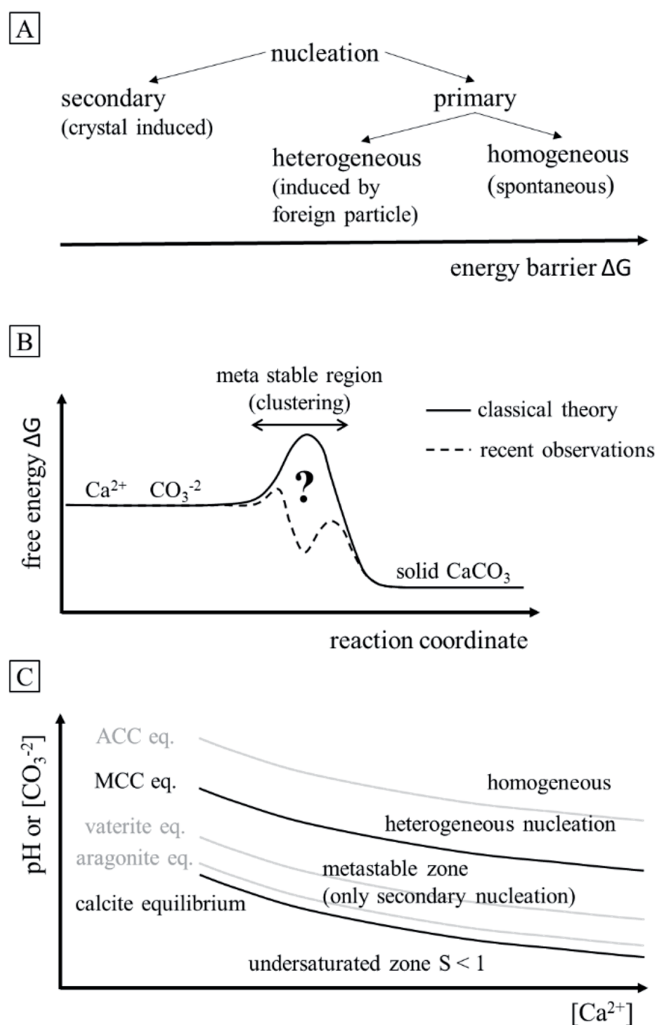 A
nucleation
secondary
(crystal induced)
primary
heterogeneous
(induced by
foreign particle)
homogeneous
(spontaneous)
energy barrier ΔG
B
meta stable region
(clustering)
classical theory
recent observations
free energy ΔG
Ca²⁺ CO₃⁻²
?
solid CaCO₃
reaction coordinate
C
pH or [CO₃⁻²]
ACC eq.
MCC eq.
homogeneous
heterogeneous nucleation
vaterite eq.
aragonite eq.
metastable zone
(only secondary nucleation)
calcite equilibrium
undersaturated zone S < 1
[Ca²⁺]